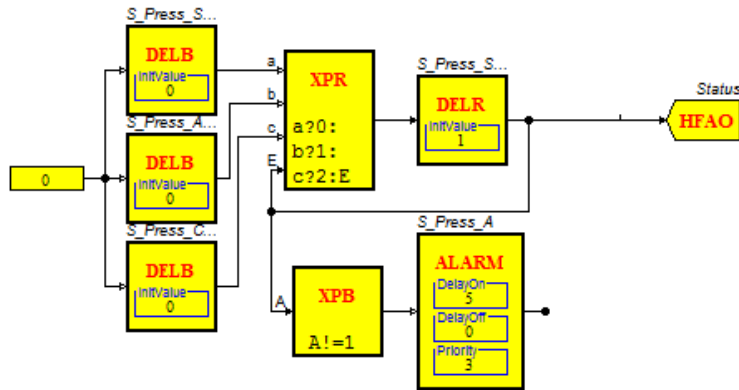 S_Press_S...
DELB
InitValue
0
a
XPR
a?0:
b?1:
c?2:E
b
c
E
S_Press_S...
DELR
InitValue
1
Status
HFAO
S_Press_A...
DELB
InitValue
0
0
S_Press_C...
DELB
InitValue
0
A
XPB
A!=1
S_Press_A
ALARM
DelayOn
5
DelayOff
0
Priority
3